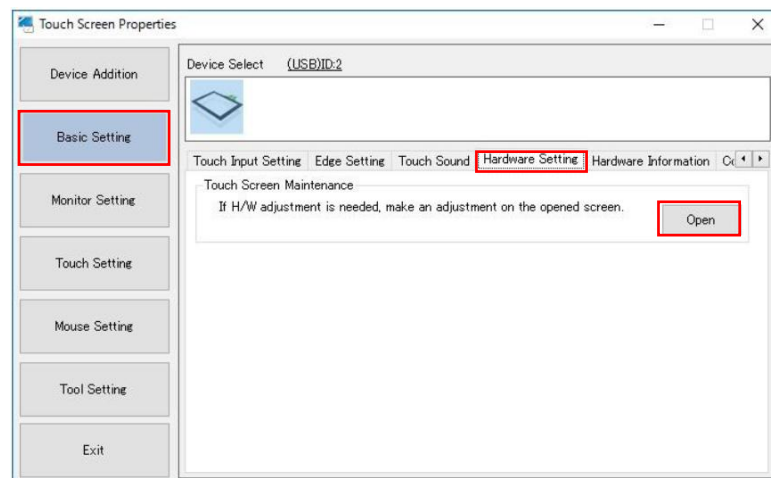 Touch Screen Properties
Device Addition
Basic Setting
Monitor Setting
Touch Setting
Mouse Setting
Tool Setting
Exit
Device Select (USB)ID:2
Touch Input Setting Edge Setting Touch Sound Hardware Setting Hardware Information
Touch Screen Maintenance
If H/W adjustment is needed, make an adjustment on the opened screen.
Open